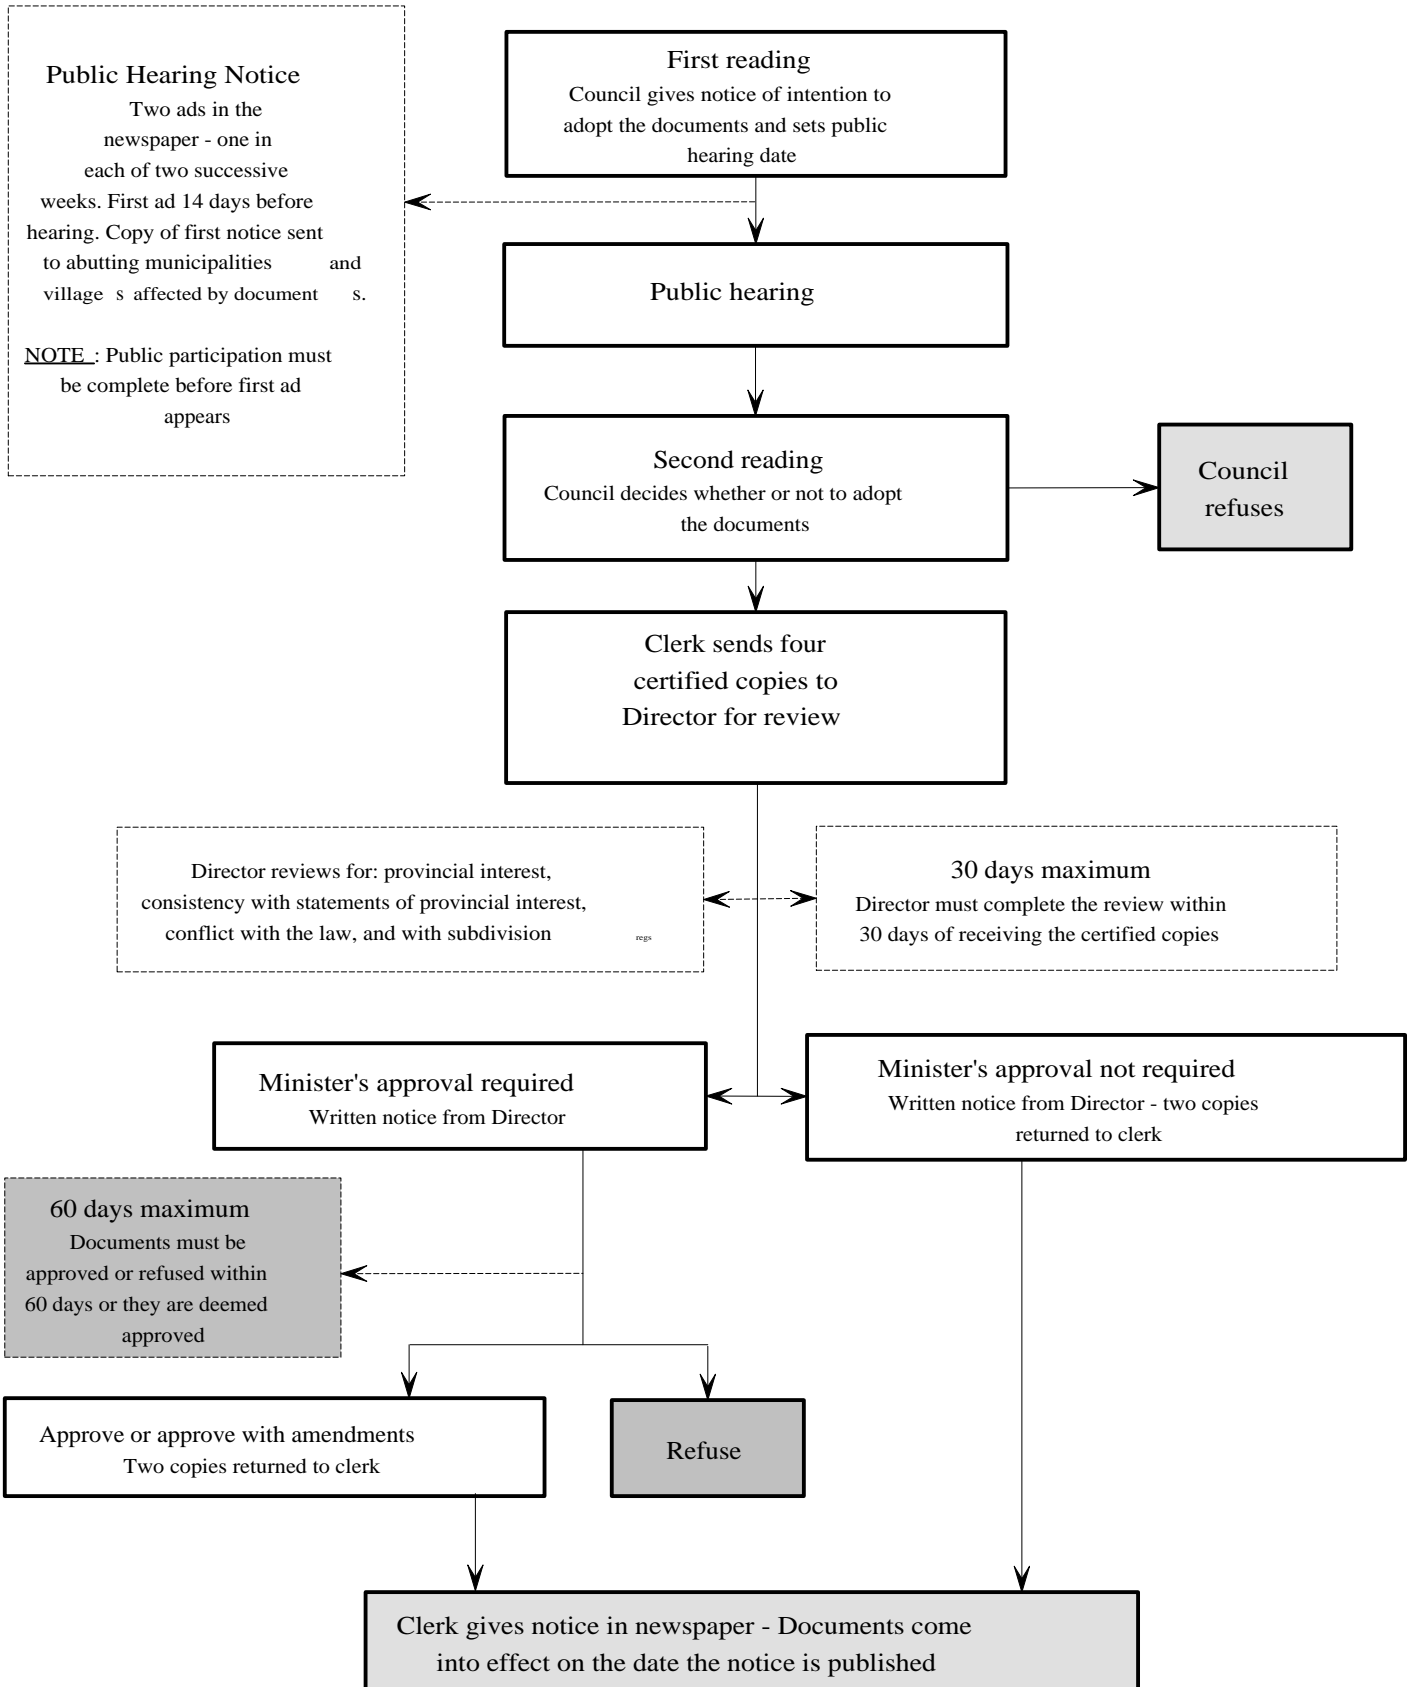 Public Hearing Notice
Two ads in the
newspaper - one in
each of two successive
weeks. First ad 14 days before
hearing. Copy of first notice sent
to abutting municipalities and
village s affected by document s.
NOTE : Public participation must
be complete before first ad
appears
First reading
Council gives notice of intention to
adopt the documents and sets public
hearing date
Public hearing
Second reading
Council decides whether or not to adopt
the documents
Council
refuses
Clerk sends four
certified copies to
Director for review
Director reviews for: provincial interest,
consistency with statements of provincial interest,
conflict with the law, and with subdivision regs
30 days maximum
Director must complete the review within
30 days of receiving the certified copies
Minister's approval required
Written notice from Director
Minister's approval not required
Written notice from Director - two copies
returned to clerk
60 days maximum
Documents must be
approved or refused within
60 days or they are deemed
approved
Approve or approve with amendments
Two copies returned to clerk
Refuse
Clerk gives notice in newspaper - Documents come
into effect on the date the notice is published